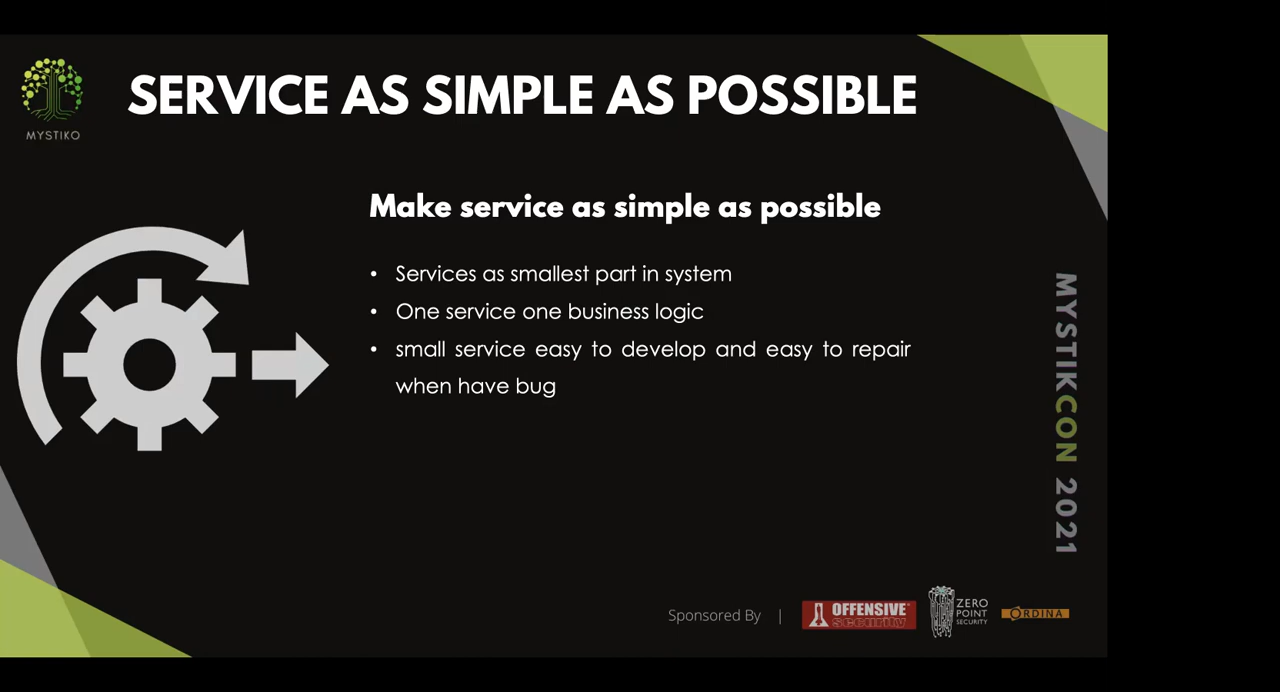 MYSTIKO
SERVICE AS SIMPLE AS POSSIBLE
Make service as simple as possible
• Services as smallest part in system
• One service one business logic
• small service easy to develop and easy to repair
when have bug
MYSTIKCON 2021
Sponsored By |
OFFENSIVE
security
ZERO
POINT
SECURITY
ORDINA